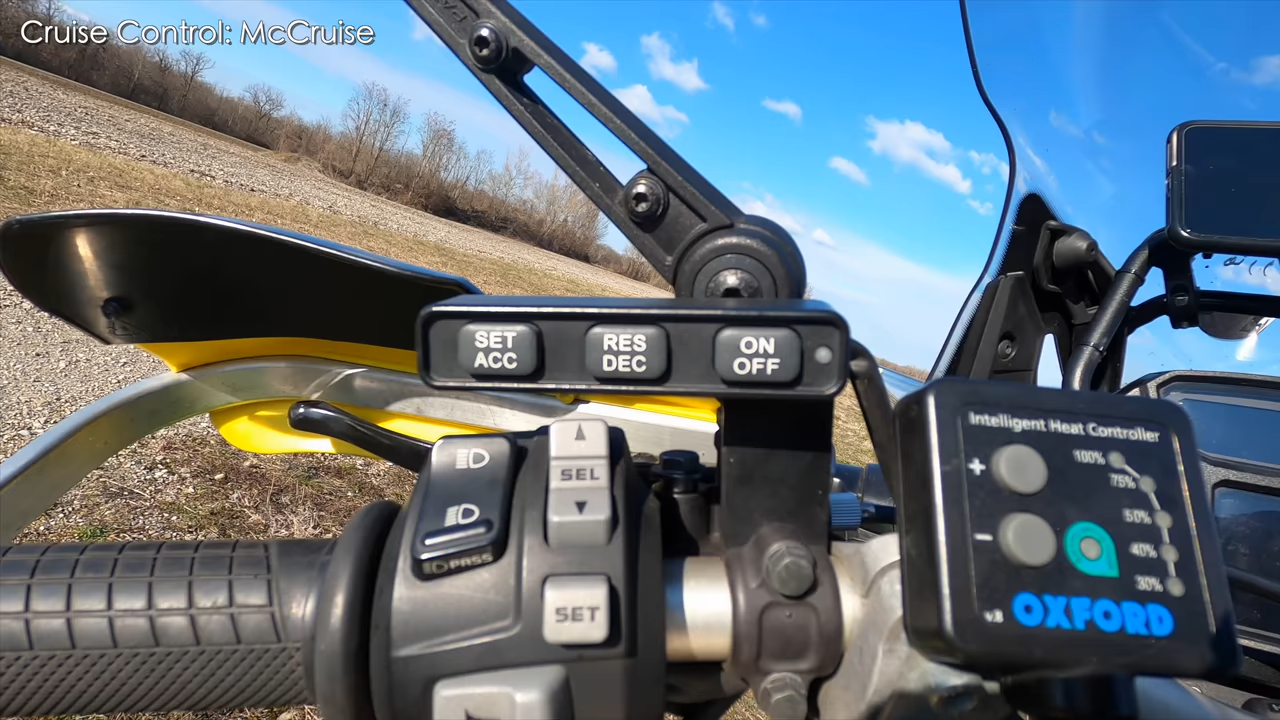 Cruise Control: McCruise
SET
ACC
RES
DEC
ON
OFF
SEL
PASS
SET
Intelligent Heat Controller
100%
75%
50%
40%
30%
+
-
v.8
OXFORD